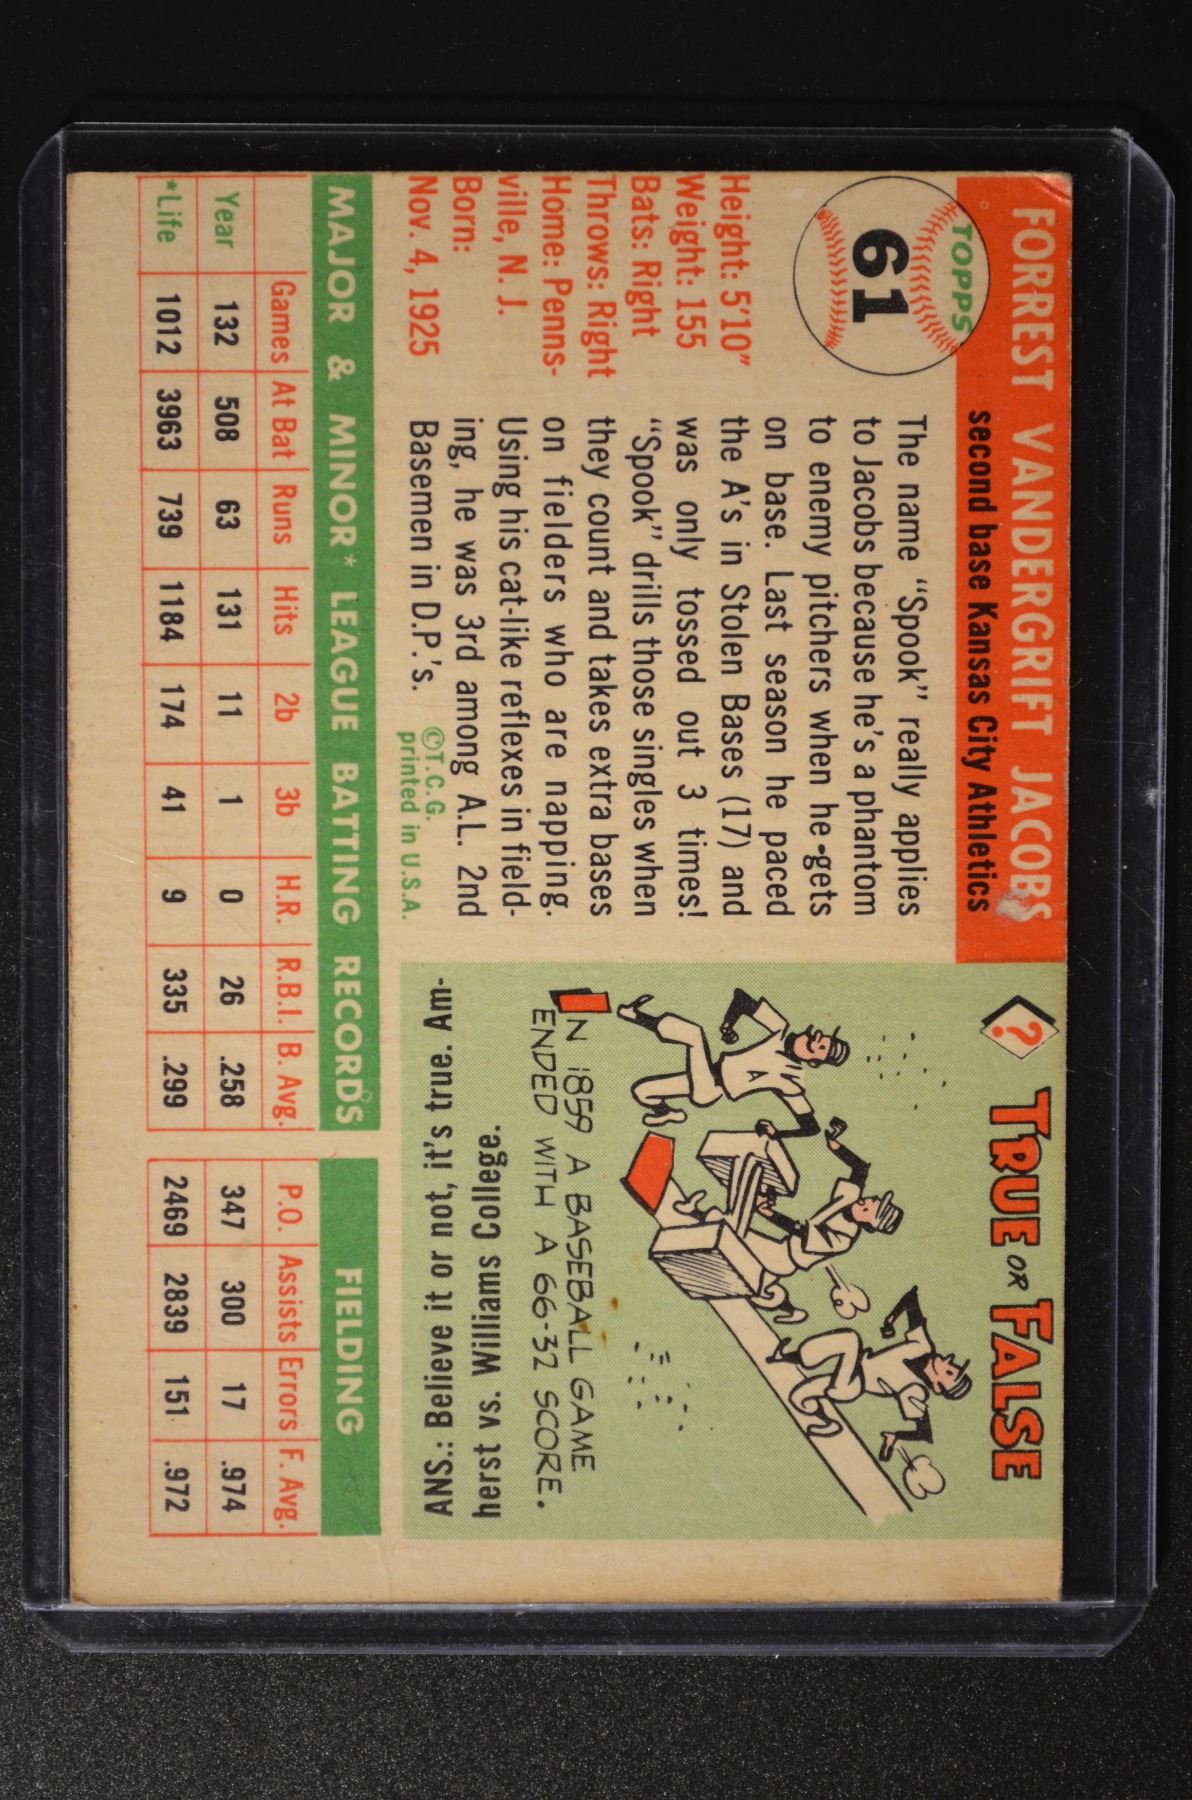 FORREST VANDERGRIFT JACOBS
second base Kansas City Athletics
TOPPS
61
Height: 5'10"
Weight: 155
Bats: Right
Throws: Right
Home: Penns-
ville, N. J.
Born:
Nov. 4, 1925
The name "Spook" really applies
to Jacobs because he's a phantom
to enemy pitchers when he gets
on base. Last season he paced
the A's in Stolen Bases (17) and
was only tossed out 3 times!
"Spook" drills those singles when
they count and takes extra bases
on fielders who are napping.
Using his cat-like reflexes in field-
ing, he was 3rd among A.L. 2nd
Basemen in D.P.'s.
©T.C.G.
printed in U.S.A.
?
TRUE OR FALSE
A
IN 1859 A BASEBALL GAME
ENDED WITH A 66-32 SCORE.
ANS.: Believe it or not, it's true. Am-
herst vs. Williams College.
MAJOR & MINOR* LEAGUE BATTING RECORDS
FIELDING
Games At Bat Runs Hits 2b 3b H.R. R.B.I. B. Avg. P.O. Assists Errors F. Avg.
Year 132 508 63 131 11 1 0 26 .258 347 300 17 .974
*Life 1012 3963 739 1184 174 41 9 335 .299 2469 2839 151 .972